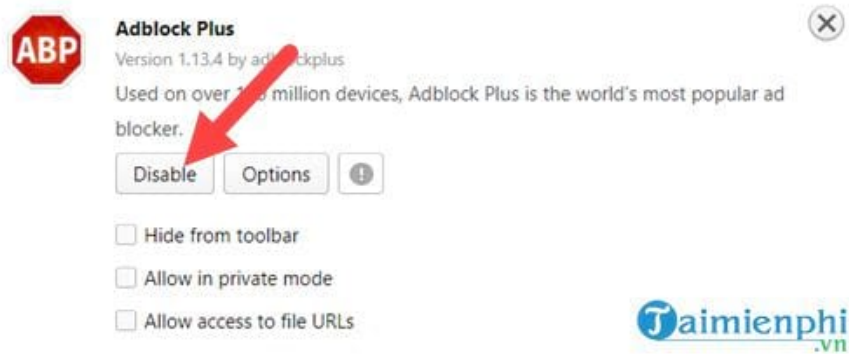 ABP
Adblock Plus
Version 1.13.4 by adblockplus
Used on over million devices, Adblock Plus is the world's most popular ad
blocker.
Disable
Options
Hide from toolbar
Allow in private mode
Allow access to file URLs
Taimienphi
.vn